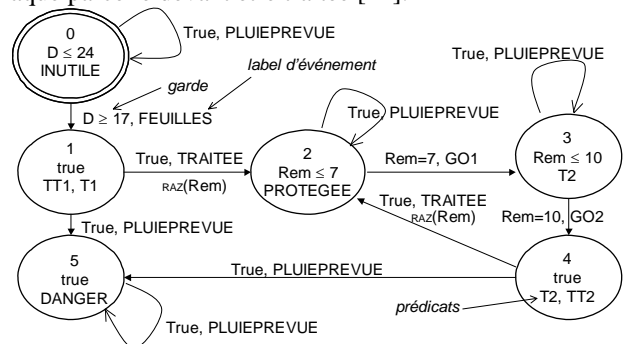 0
D ≤ 24
INUTILE
True, PLUIEPREVUE
garde
label d'événement
D ≥ 17, FEUILLES
1
true
TT1, T1
True, TRAITEE
RAZ(Rem)
2
Rem ≤ 7
PROTEGEE
True, PLUIEPREVUE
Rem=7, GO1
True, PLUIEPREVUE
3
Rem ≤ 10
T2
True, TRAITEE
RAZ(Rem)
Rem=10, GO2
True, PLUIEPREVUE
5
true
DANGER
True, PLUIEPREVUE
True, PLUIEPREVUE
4
true
T2, TT2
prédicats